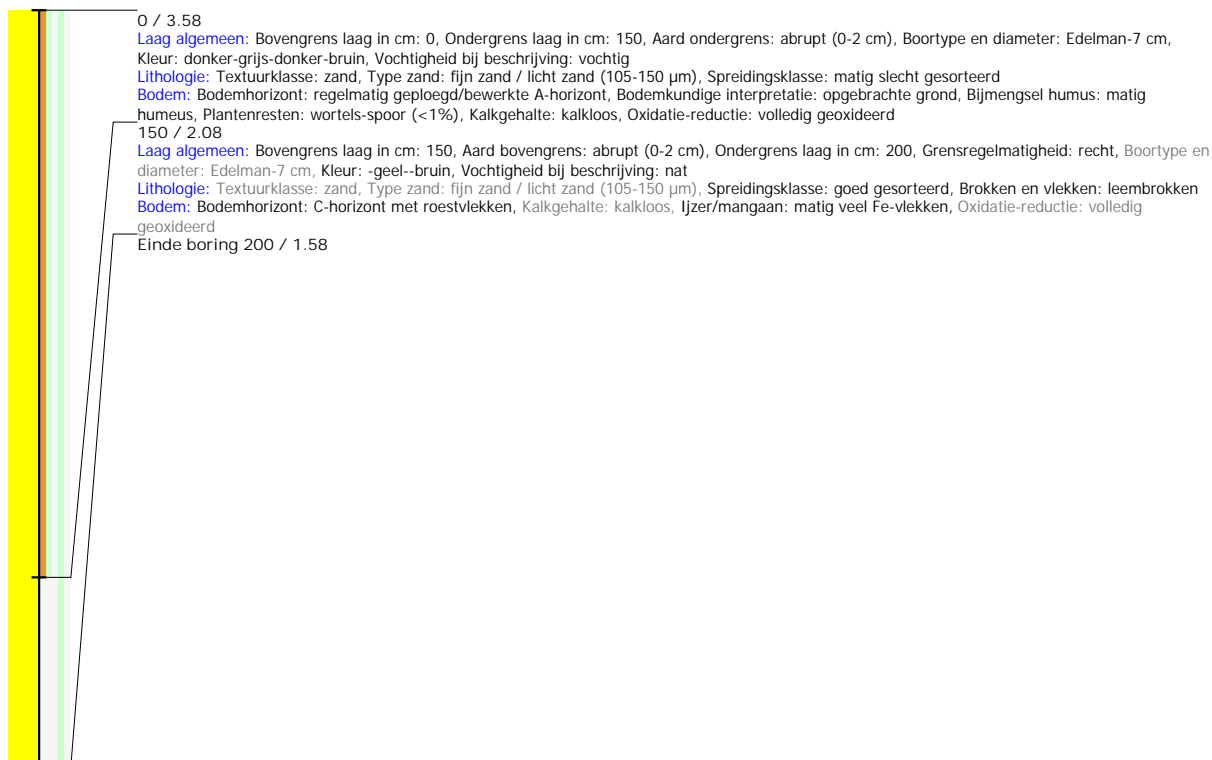 0 / 3.58
Laag algemeen: Bovengrens laag in cm: 0, Ondergrens laag in cm: 150, Aard ondergrens: abrupt (0-2 cm), Boortype en diameter: Edelman-7 cm,
Kleur: donker-grijs-donker-bruin, Vochtigheid bij beschrijving: vochtig
Lithologie: Textuurklasse: zand, Type zand: fijn zand / licht zand (105-150 µm), Spreidingsklasse: matig slecht gesorteerd
Bodem: Bodemhorizont: regelmatig geploegd/bewerkte A-horizont, Bodemkundige interpretatie: opgebrachte grond, Bijmengsel humus: matig
humeus, Plantenresten: wortels-spoor (<1%), Kalkgehalte: kalkloos, Oxidatie-reductie: volledig geoxideerd
150 / 2.08
Laag algemeen: Bovengrens laag in cm: 150, Aard bovengrens: abrupt (0-2 cm), Ondergrens laag in cm: 200, Grensregelmatigheid: recht, Boortype en
diameter: Edelman-7 cm, Kleur: -geel--bruin, Vochtigheid bij beschrijving: nat
Lithologie: Textuurklasse: zand, Type zand: fijn zand / licht zand (105-150 µm), Spreidingsklasse: goed gesorteerd, Brokken en vlekken: leembrokken
Bodem: Bodemhorizont: C-horizont met roestvlekken, Kalkgehalte: kalkloos, Ijzer/mangaan: matig veel Fe-vlekken, Oxidatie-reductie: volledig
geoxideerd
Einde boring 200 / 1.58